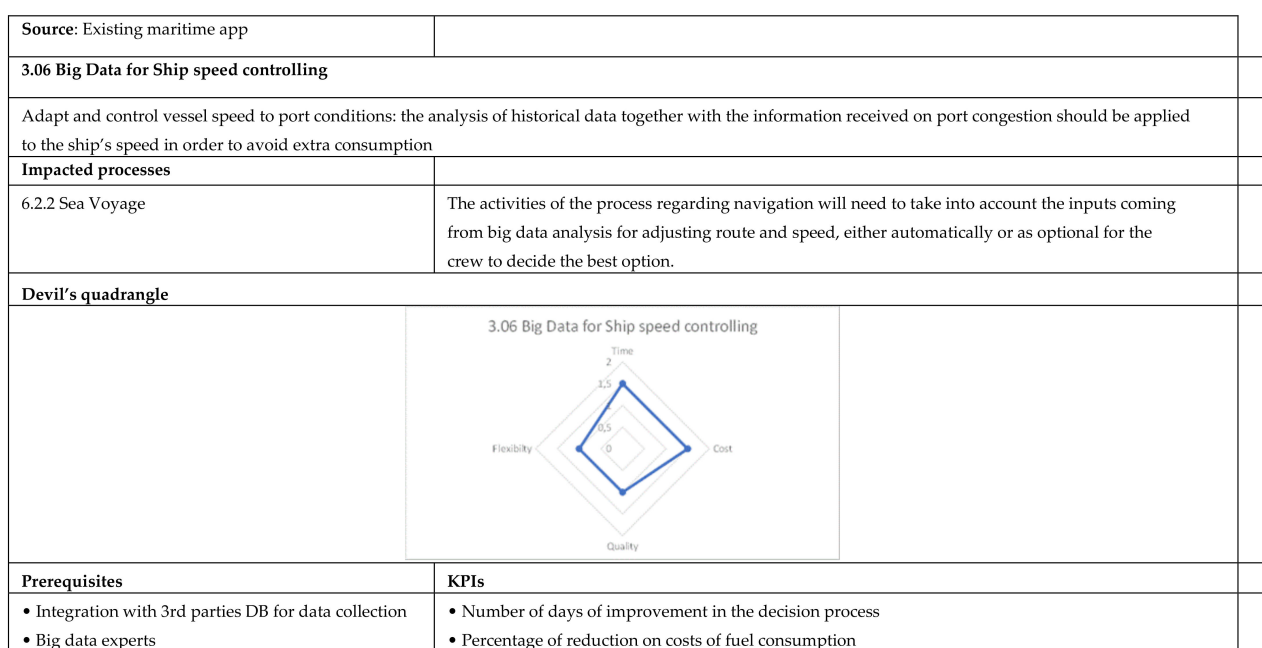 Source: Existing maritime app
3.06 Big Data for Ship speed controlling
Adapt and control vessel speed to port conditions: the analysis of historical data together with the information received on port congestion should be applied
to the ship's speed in order to avoid extra consumption
Impacted processes
6.2.2 Sea Voyage
The activities of the process regarding navigation will need to take into account the inputs coming
from big data analysis for adjusting route and speed, either automatically or as optional for the
crew to decide the best option.
Devil's quadrangle
3.06 Big Data for Ship speed controlling
Time
2
1,5
1
0,5
0
Flexibilty
Cost
Quality
Prerequisites
KPIs
• Integration with 3rd parties DB for data collection
• Big data experts
• Number of days of improvement in the decision process
• Percentage of reduction on costs of fuel consumption